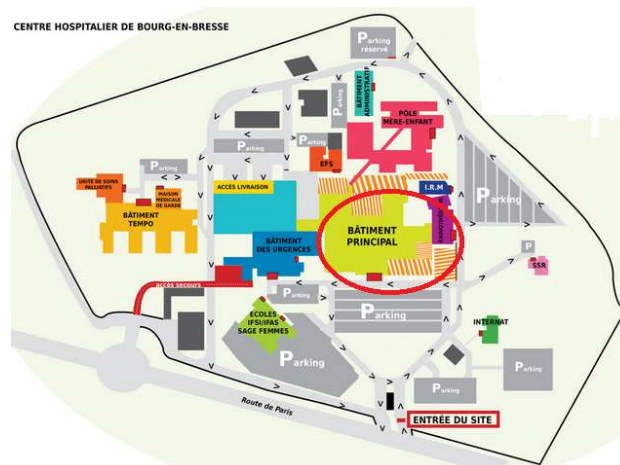 CENTRE HOSPITALIER DE BOURG-EN-BRESSE
Parking
réservé
BÂTIMENT
ADMINISTRATIF
Parking
PÔLE
MÈRE-ENFANT
Parking
Parking
EFS
Parking
UNITÉ DE SOINS
PALLIATIFS
MAISON
MÉDICALE
DE GARDE
ACCÈS LIVRAISON
I.R.M
Parking
BÂTIMENT
TEMPO
BÂTIMENT
PRINCIPAL
BÂTIMENT
DES URGENCES
P
SSR
accès secours
Parking
Parking
ECOLES
IFSI/IFAS
SAGE FEMMES
INTERNAT
Parking
Parking
Parking
Route de Paris
ENTRÉE DU SITE